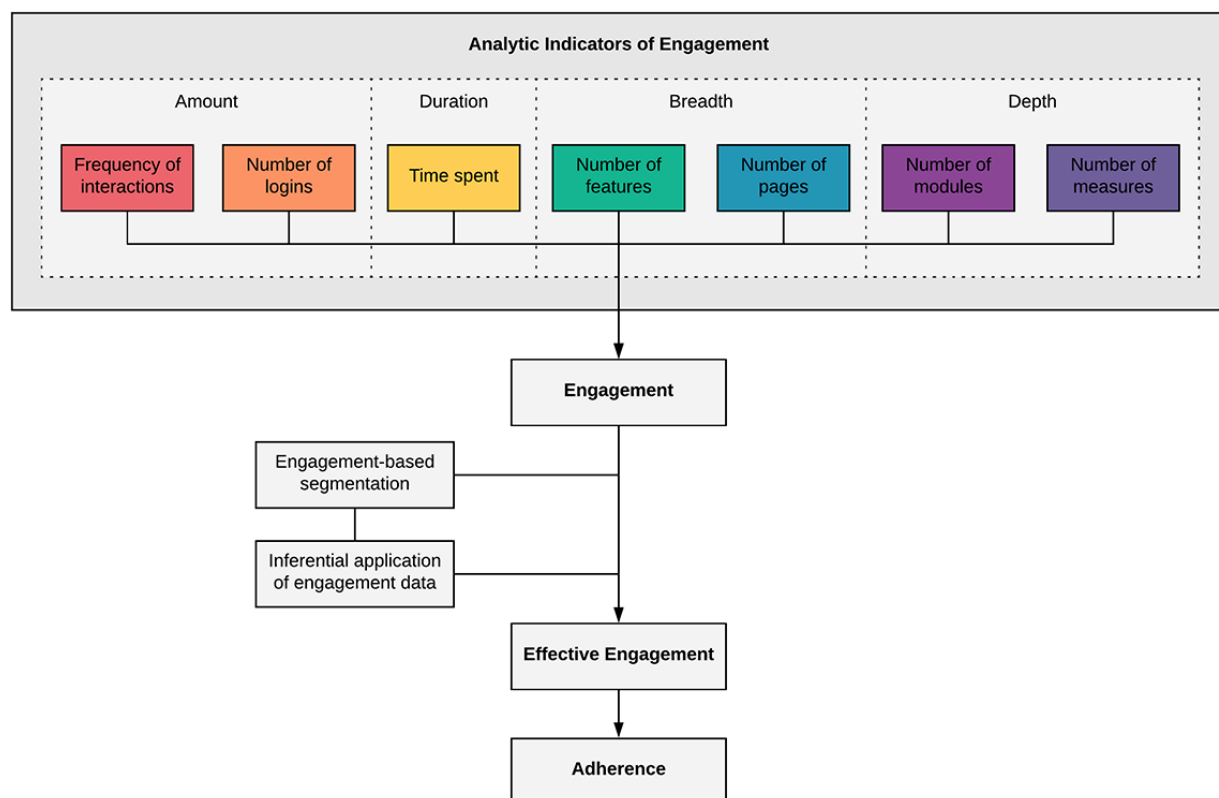 Analytic Indicators of Engagement
Amount
Duration
Breadth
Depth
Frequency of
interactions
Number of
logins
Time spent
Number of
features
Number of
pages
Number of
modules
Number of
measures
Engagement
Engagement-based
segmentation
Inferential application
of engagement data
Effective Engagement
Adherence